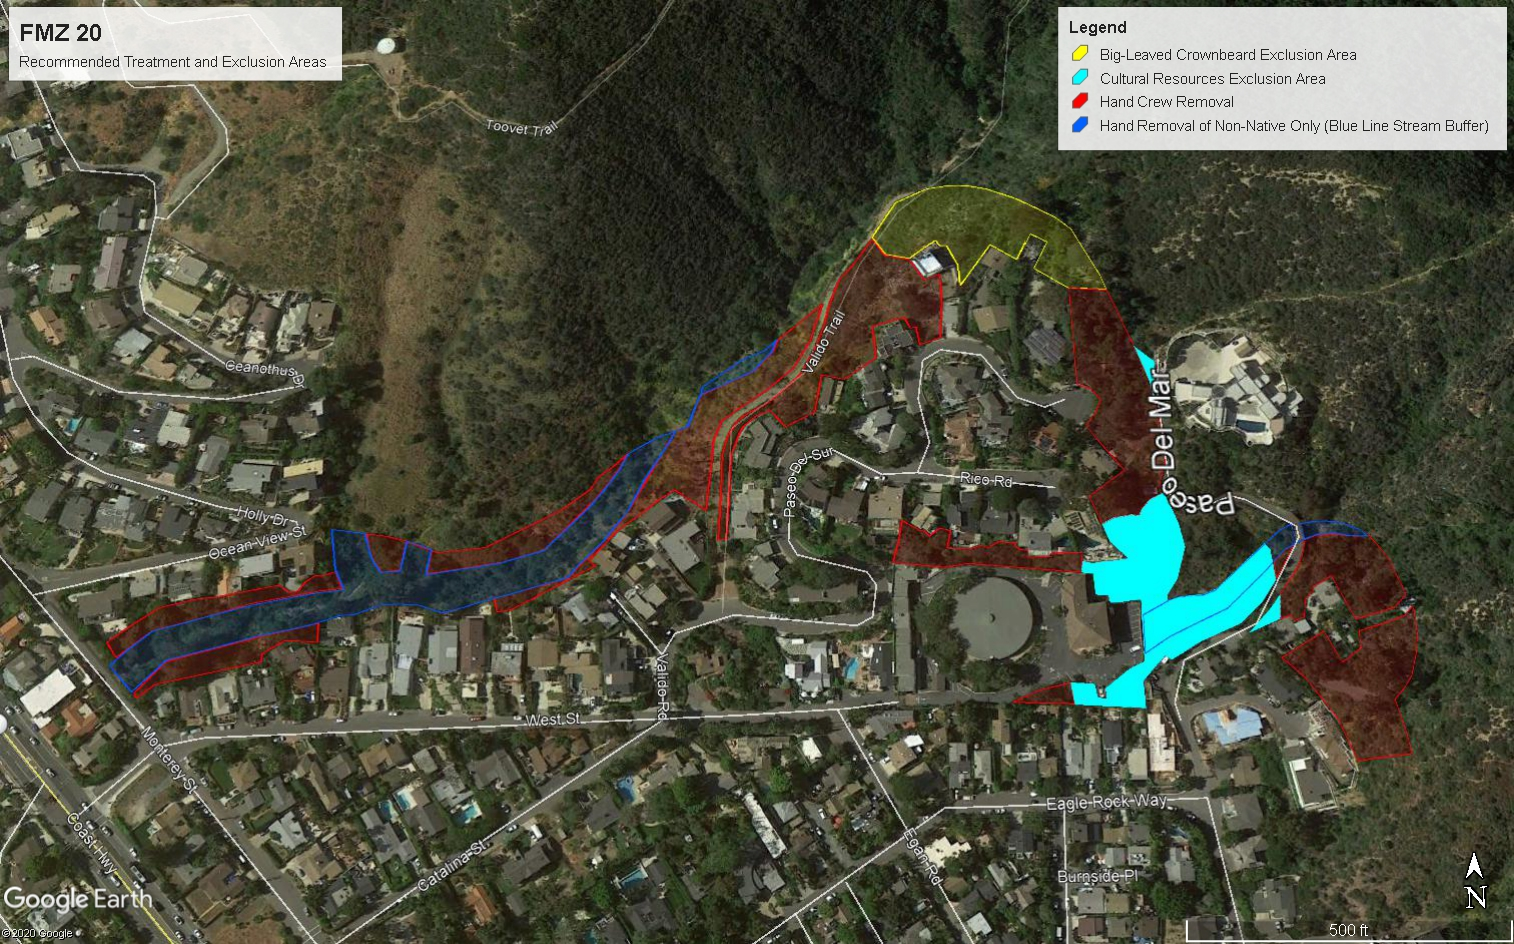 FMZ 20
Recommended Treatment and Exclusion Areas
Legend
Big-Leaved Crownbeard Exclusion Area
Cultural Resources Exclusion Area
Hand Crew Removal
Hand Removal of Non-Native Only (Blue Line Stream Buffer)
Toovet Trail
Valido Trail
Ceanothus Dr
Paseo Del Mar
Paseo Del Sur
Rico Rd
Holly Dr
Ocean View St
Valido Rd
West St
Monterey St
Coast Hwy
Catalina St
Egan Rd
Eagle Rock Way
Burnside Pl
Google Earth
© 2020 Google
N
500 ft